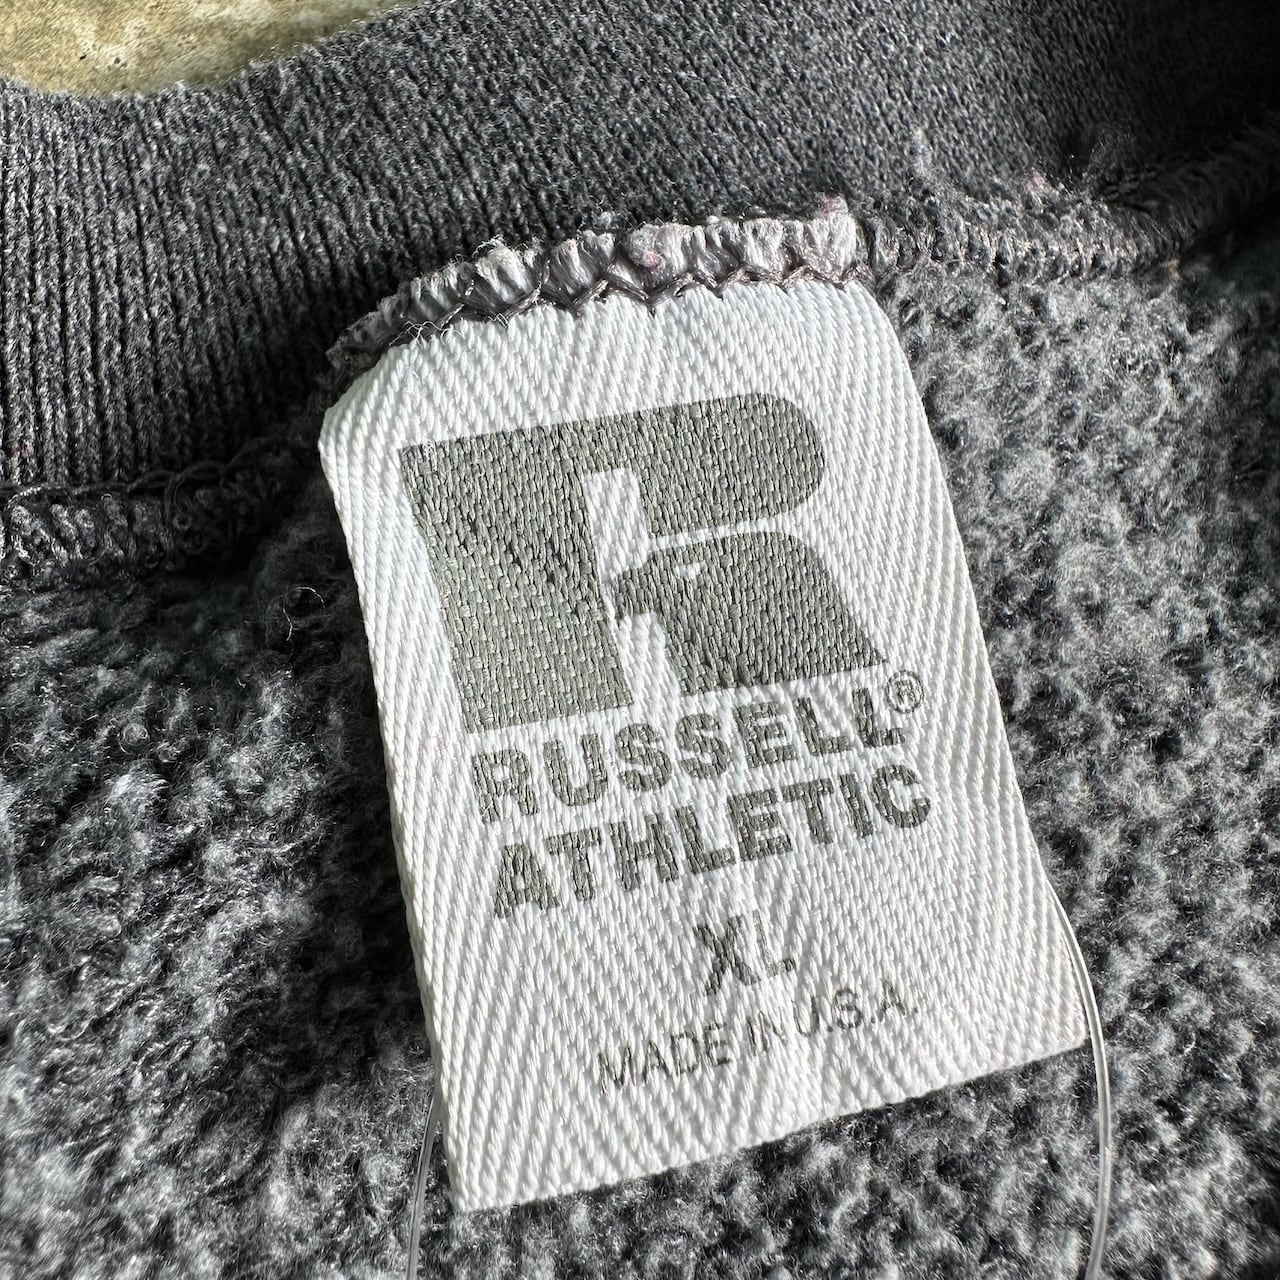 R
RUSSELL®
ATHLETIC
XL
MADE IN U.S.A.